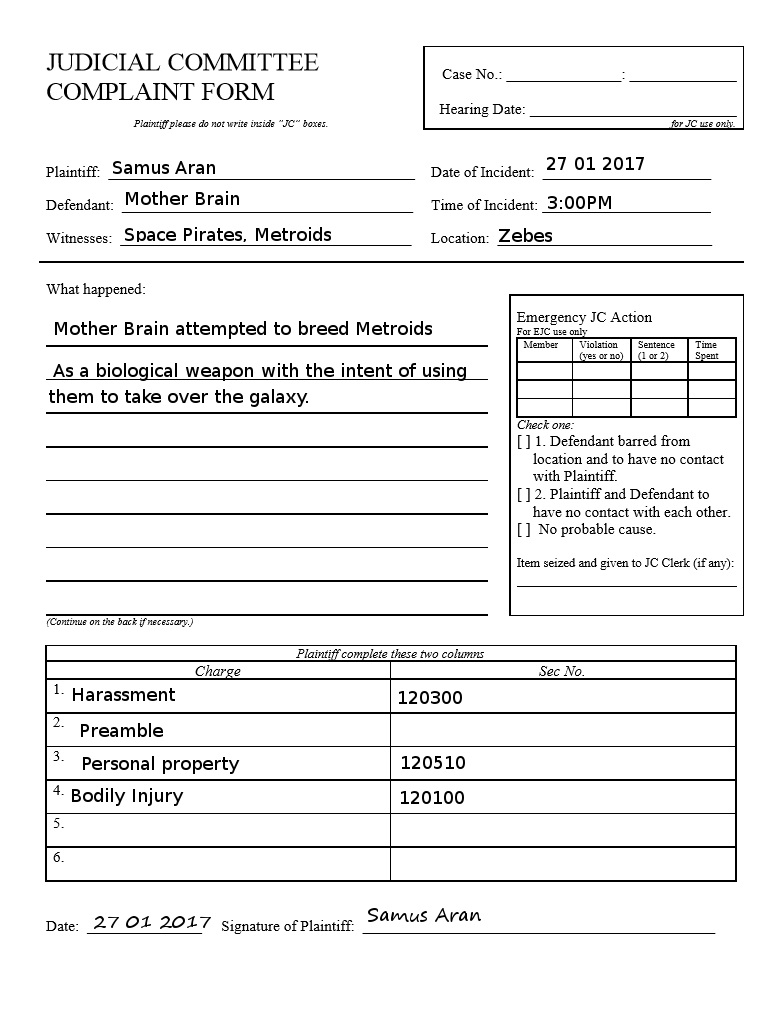 JUDICIAL COMMITTEE
COMPLAINT FORM
Plaintiff please do not write inside "JC" boxes.
Case No.: _______________: ______________
Hearing Date: ___________________________
for JC use only.
Plaintiff: Samus Aran
Date of Incident: 27 01 2017
Defendant: Mother Brain
Time of Incident: 3:00PM
Witnesses: Space Pirates, Metroids
Location: Zebes
What happened:
Mother Brain attempted to breed Metroids
As a biological weapon with the intent of using
them to take over the galaxy.
(Continue on the back if necessary.)
Emergency JC Action
For EJC use only
Member Violation (yes or no) Sentence (1 or 2) Time Spent
Check one:
[ ] 1. Defendant barred from
location and to have no contact
with Plaintiff.
[ ] 2. Plaintiff and Defendant to
have no contact with each other.
[ ] No probable cause.
Item seized and given to JC Clerk (if any):
Plaintiff complete these two columns
Charge Sec No.
1. Harassment 120300
2. Preamble
3. Personal property 120510
4. Bodily Injury 120100
5.
6.
Date: 27 01 2017 Signature of Plaintiff: Samus Aran